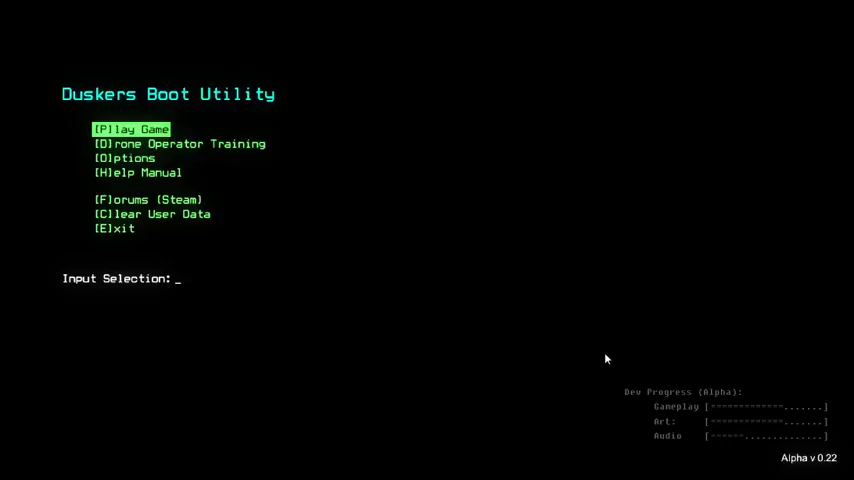 Duskers Boot Utility
[P]lay Game
[D]rone Operator Training
[O]ptions
[H]elp Manual
[F]orums (Steam)
[C]lear User Data
[E]xit
Input Selection: _
Dev Progress (Alpha):
Gameplay [=============.......]
Art: [=============.......]
Audio [======..............]
Alpha v 0.22